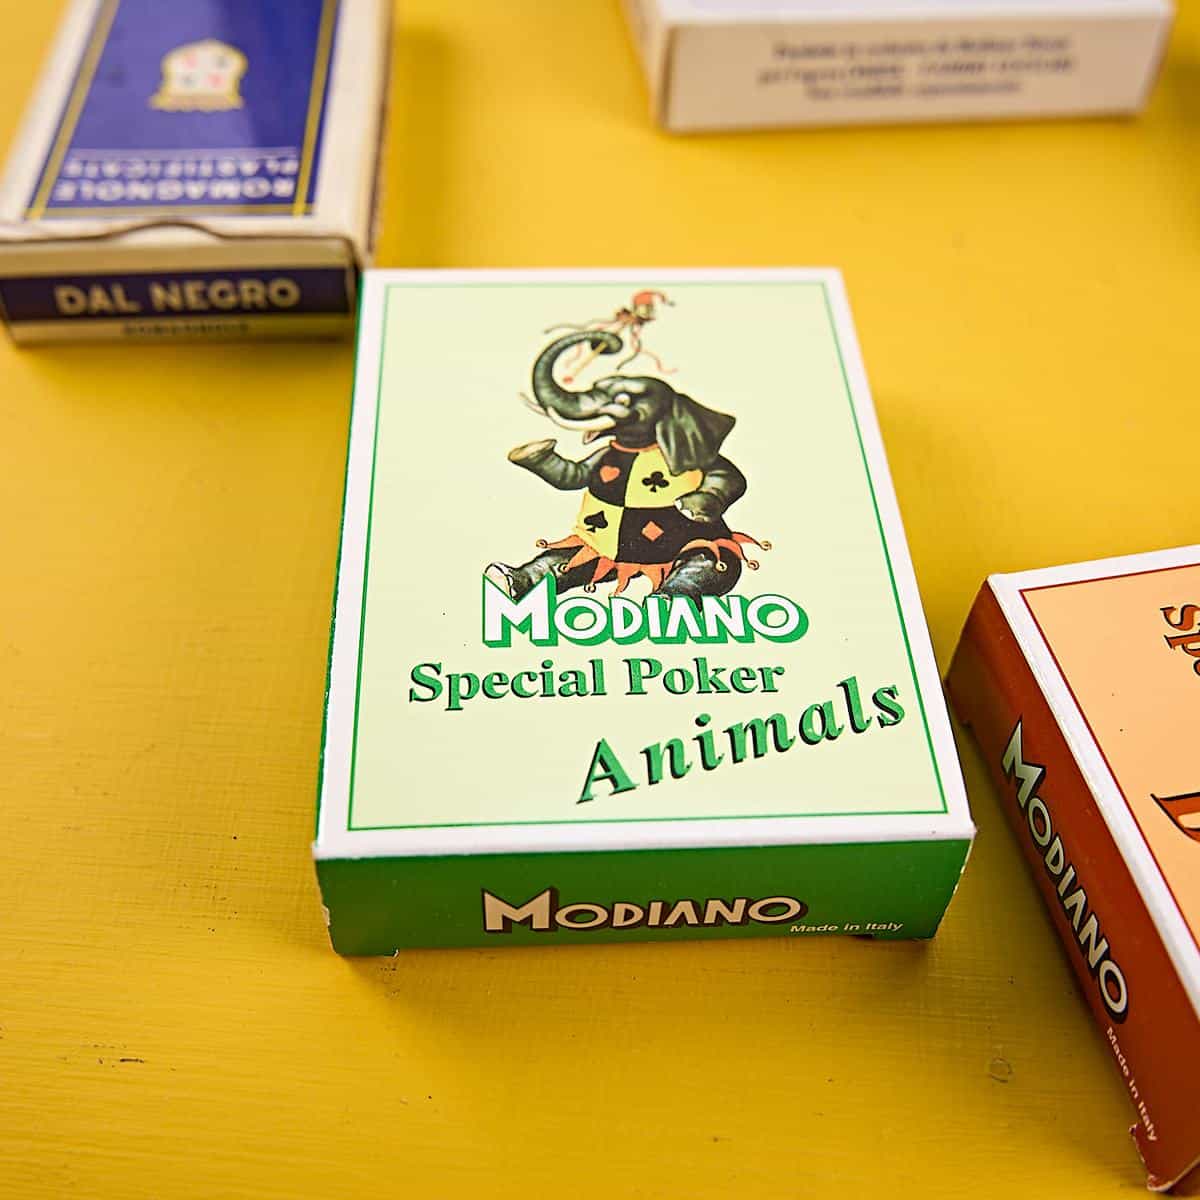 ROMAGNOLE
PLASTIFICATE
DAL NEGRO
MODIANO
Special Poker
Animals
MODIANO
Made in Italy
MODIANO
Made in Italy